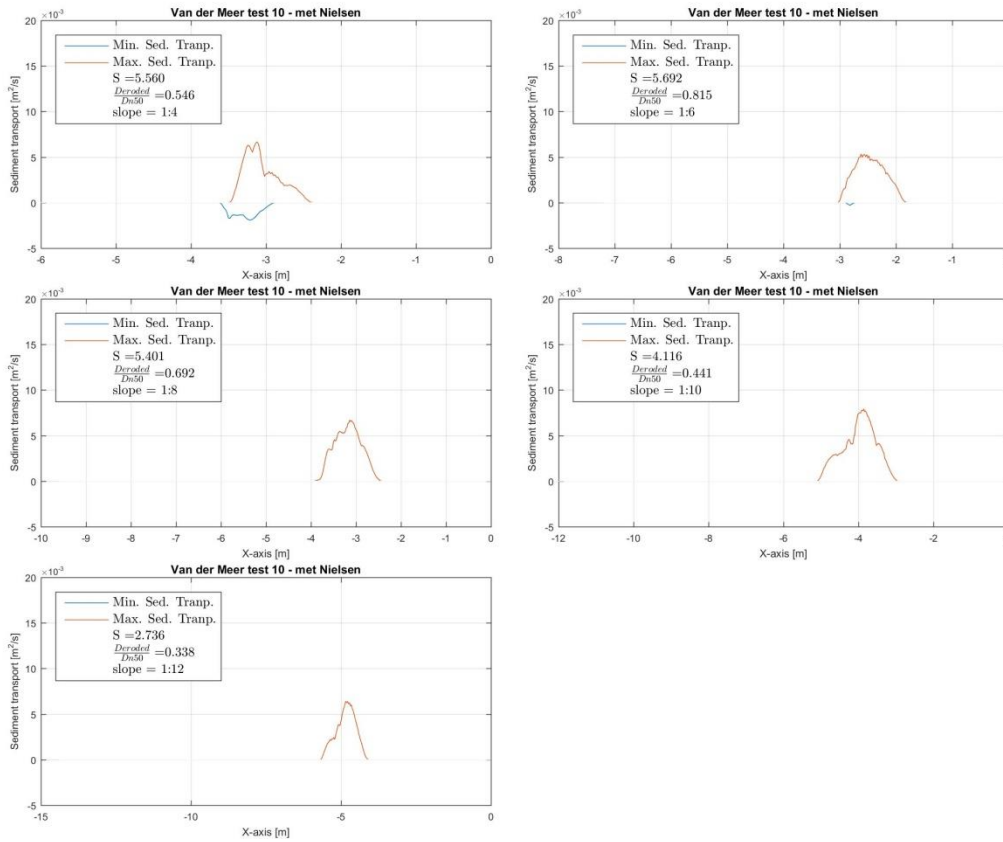 Van der Meer test 10 - met Nielsen
×10⁻³
20
15
10
5
0
-5
Sediment transport [m²/s]
Min. Sed. Tranp.
Max. Sed. Tranp.
S =5.560
Deroded/Dn50 =0.546
slope = 1:4
-6 -5 -4 -3 -2 -1 0
X-axis [m]
Van der Meer test 10 - met Nielsen
×10⁻³
20
15
10
5
0
-5
Sediment transport [m²/s]
Min. Sed. Tranp.
Max. Sed. Tranp.
S =5.692
Deroded/Dn50 =0.815
slope = 1:6
-8 -7 -6 -5 -4 -3 -2 -1 0
X-axis [m]
Van der Meer test 10 - met Nielsen
×10⁻³
20
15
10
5
0
-5
Sediment transport [m²/s]
Min. Sed. Tranp.
Max. Sed. Tranp.
S =5.401
Deroded/Dn50 =0.692
slope = 1:8
-10 -9 -8 -7 -6 -5 -4 -3 -2 -1 0
X-axis [m]
Van der Meer test 10 - met Nielsen
×10⁻³
20
15
10
5
0
-5
Sediment transport [m²/s]
Min. Sed. Tranp.
Max. Sed. Tranp.
S =4.116
Deroded/Dn50 =0.441
slope = 1:10
-12 -10 -8 -6 -4 -2 0
X-axis [m]
Van der Meer test 10 - met Nielsen
×10⁻³
20
15
10
5
0
-5
Sediment transport [m²/s]
Min. Sed. Tranp.
Max. Sed. Tranp.
S =2.736
Deroded/Dn50 =0.338
slope = 1:12
-15 -10 -5 0
X-axis [m]